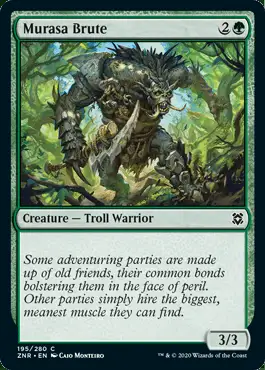 Murasa Brute 2
Creature — Troll Warrior
Some adventuring parties are made
up of old friends, their common bonds
bolstering them in the face of peril.
Other parties simply hire the biggest,
meanest muscle they can find.
3/3
195/280 C
ZNR • EN Caio Monteiro
™ & © 2020 Wizards of the Coast